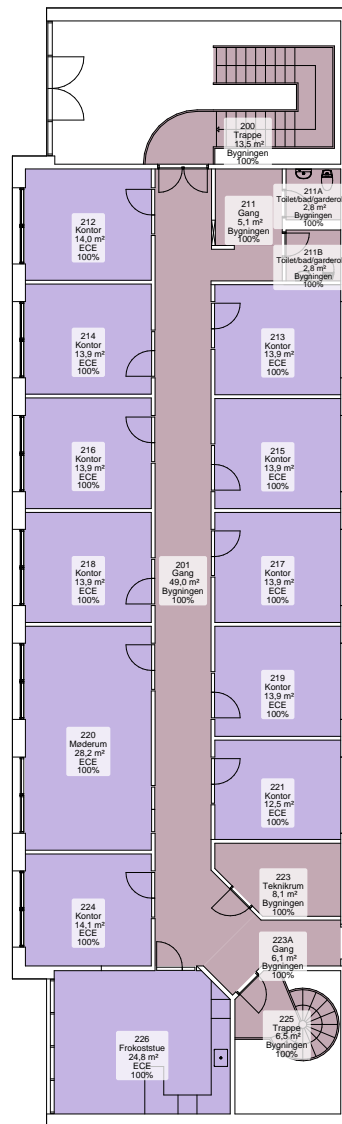 200
Trappe
13,5 m²
Bygningen
100%
212
Kontor
14,0 m²
ECE
100%
211
Gang
5,1 m²
Bygningen
100%
211A
Toilet/bad/garderob
2,8 m²
Bygningen
100%
211B
Toilet/bad/garderob
2,8 m²
Bygningen
100%
214
Kontor
13,9 m²
ECE
100%
213
Kontor
13,9 m²
ECE
100%
216
Kontor
13,9 m²
ECE
100%
215
Kontor
13,9 m²
ECE
100%
218
Kontor
13,9 m²
ECE
100%
201
Gang
49,0 m²
Bygningen
100%
217
Kontor
13,9 m²
ECE
100%
220
Møderum
28,2 m²
ECE
100%
219
Kontor
13,9 m²
ECE
100%
221
Kontor
12,5 m²
ECE
100%
224
Kontor
14,1 m²
ECE
100%
223
Teknikrum
8,1 m²
Bygningen
100%
223A
Gang
6,1 m²
Bygningen
100%
225
Trappe
6,5 m²
Bygningen
100%
226
Frokoststue
24,8 m²
ECE
100%